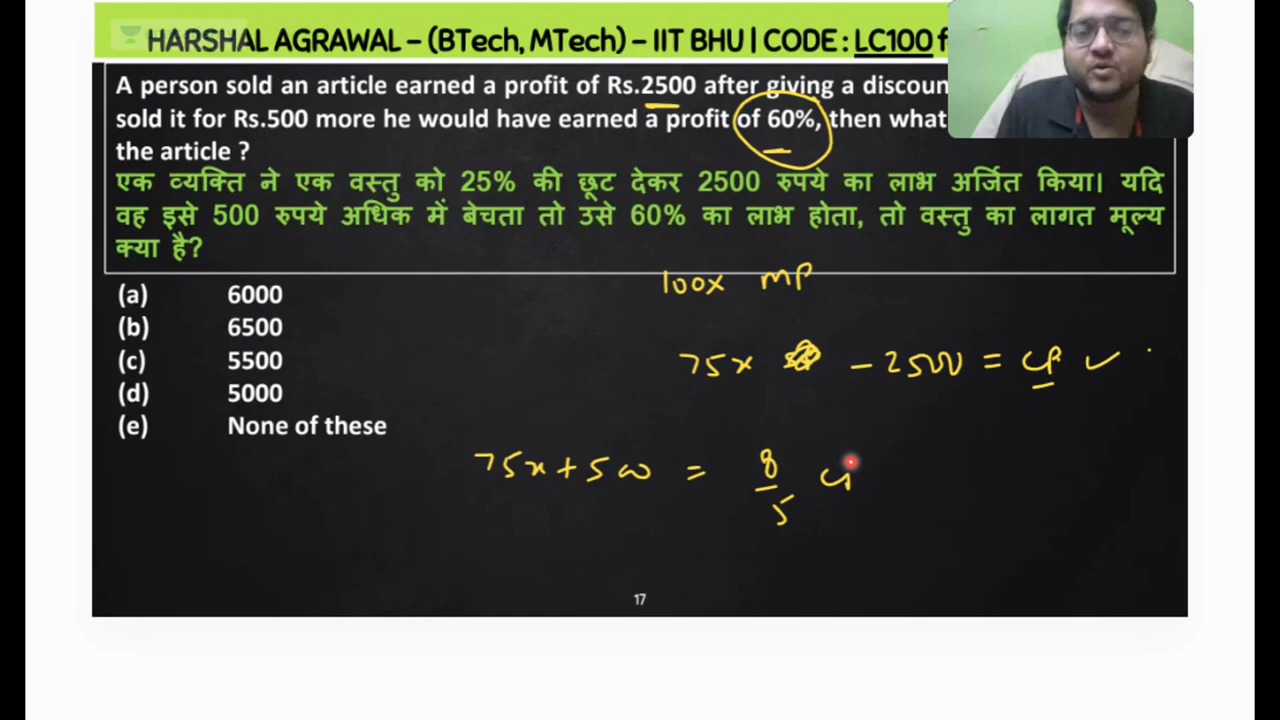 HARSHAL AGRAWAL – (BTech, MTech) – IIT BHU | CODE : LC100 f
A person sold an article earned a profit of Rs.2500 after giving a discoun
sold it for Rs.500 more he would have earned a profit of 60%, then what
the article ?
एक व्यक्ति ने एक वस्तु को 25% की छूट देकर 2500 रुपये का लाभ अर्जित किया। यदि
वह इसे 500 रुपये अधिक में बेचता तो उसे 60% का लाभ होता, तो वस्तु का लागत मूल्य
क्या है?
100x MP
(a) 6000
(b) 6500
75x - 2500 = CP ✓
(c) 5500
(d) 5000
(e) None of these
75x + 500 = 8/5 C
17